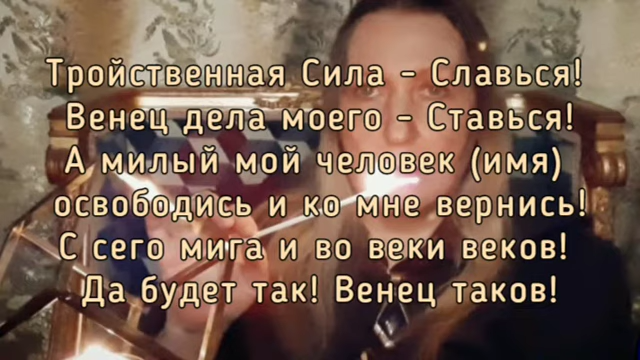 Тройственная Сила - Славься!
Венец дела моего - Ставься!
А милый мой человек (имя)
освободись и ко мне вернись!
С сего мига и во веки веков!
Да будет так! Венец таков!